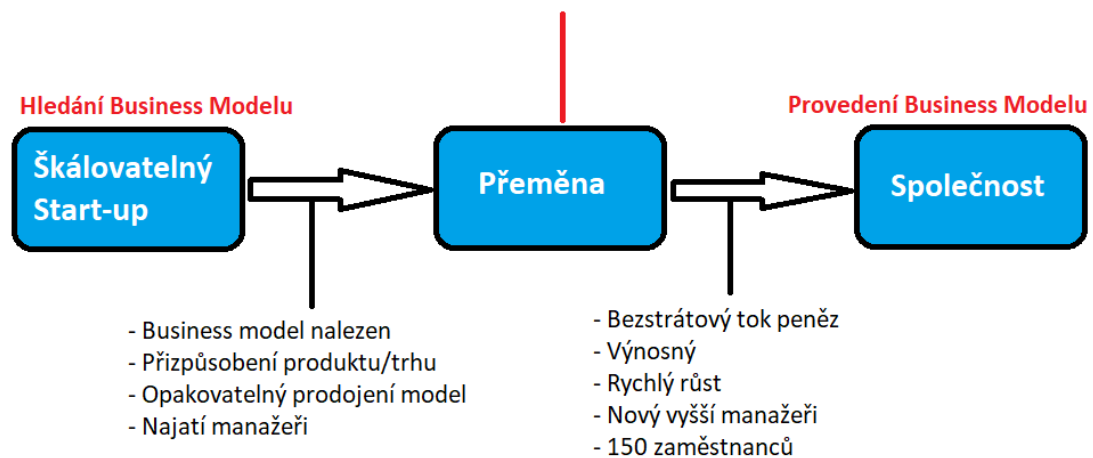 Hledání Business Modelu
Provedení Business Modelu
Škálovatelný
Start-up
Přeměna
Společnost
- Business model nalezen
- Přizpůsobení produktu/trhu
- Opakovatelný prodojení model
- Najatí manažeři
- Bezstrátový tok peněz
- Výnosný
- Rychlý růst
- Nový vyšší manažeři
- 150 zaměstnanců